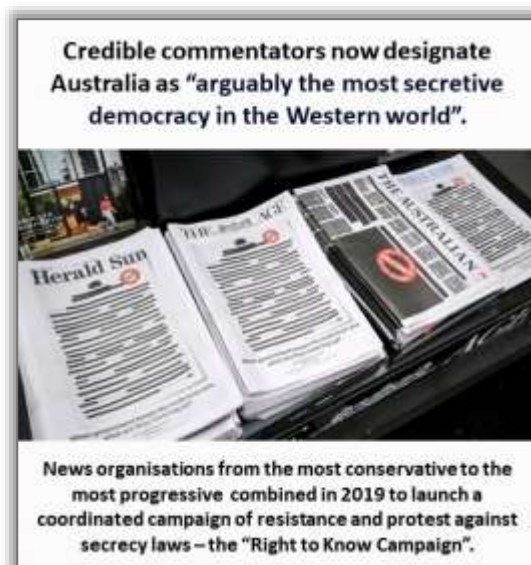 Credible commentators now designate
Australia as “arguably the most secretive
democracy in the Western world”.
Herald Sun
THE AGE
THE AUSTRALIAN
News organisations from the most conservative to the
most progressive combined in 2019 to launch a
coordinated campaign of resistance and protest against
secrecy laws – the “Right to Know Campaign”.